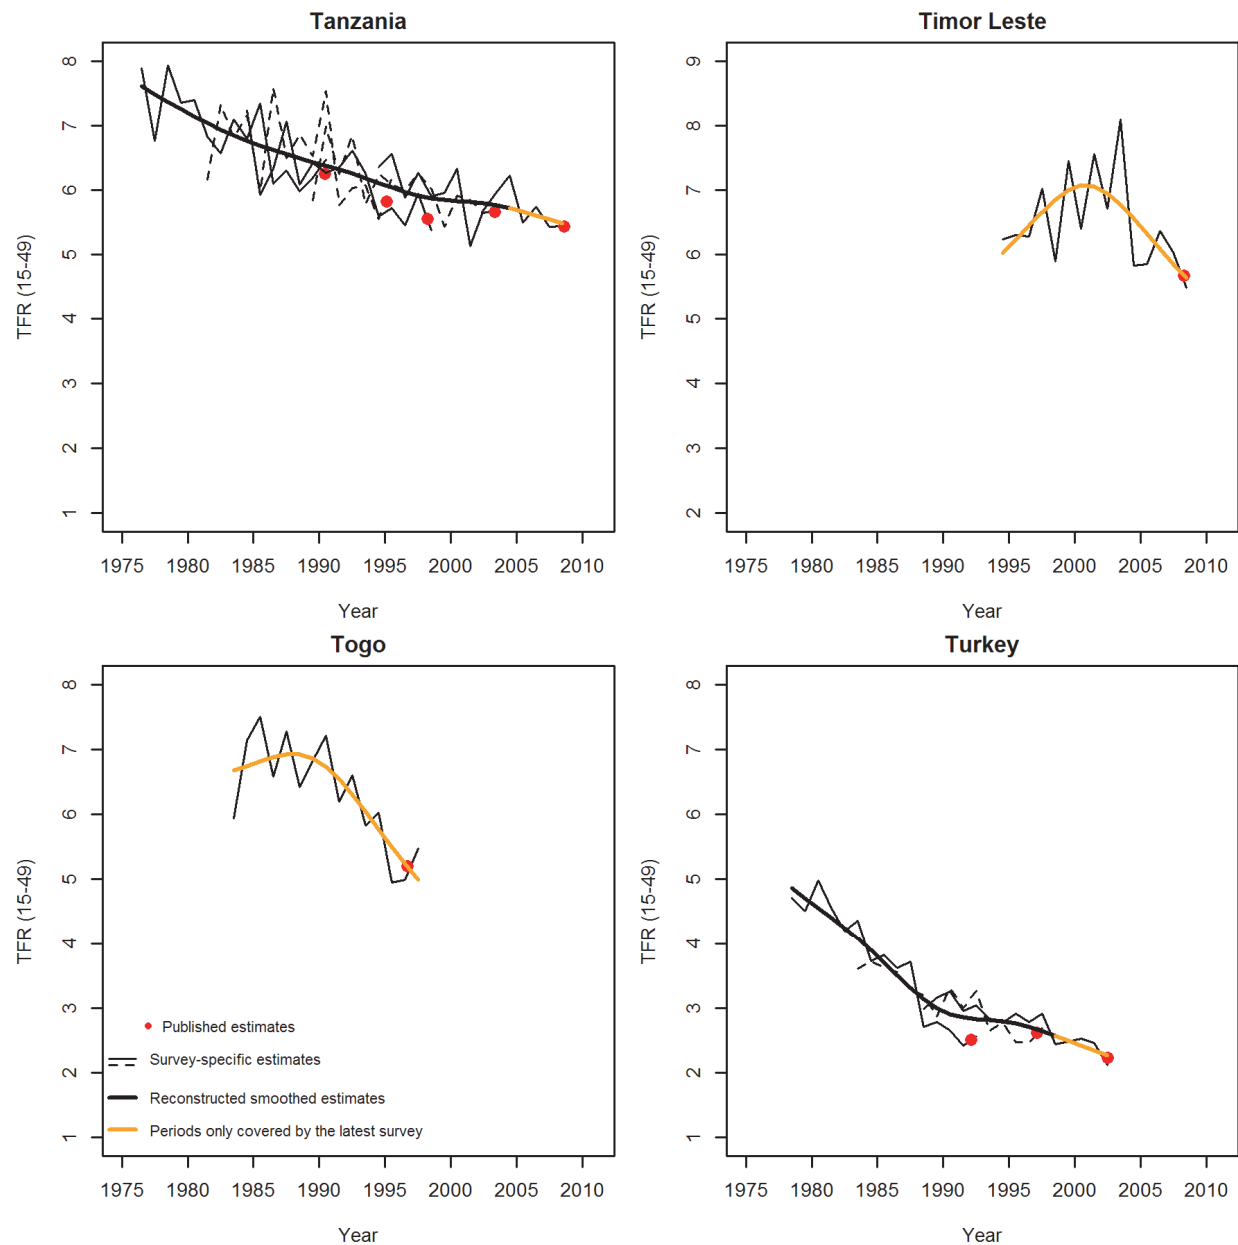 Tanzania
TFR (15-49)
8
7
6
5
4
3
2
1
1975 1980 1985 1990 1995 2000 2005 2010
Year
Timor Leste
TFR (15-49)
9
8
7
6
5
4
3
2
1975 1980 1985 1990 1995 2000 2005 2010
Year
Togo
TFR (15-49)
8
7
6
5
4
3
2
1
Published estimates
Survey-specific estimates
Reconstructed smoothed estimates
Periods only covered by the latest survey
1975 1980 1985 1990 1995 2000 2005 2010
Year
Turkey
TFR (15-49)
8
7
6
5
4
3
2
1
1975 1980 1985 1990 1995 2000 2005 2010
Year